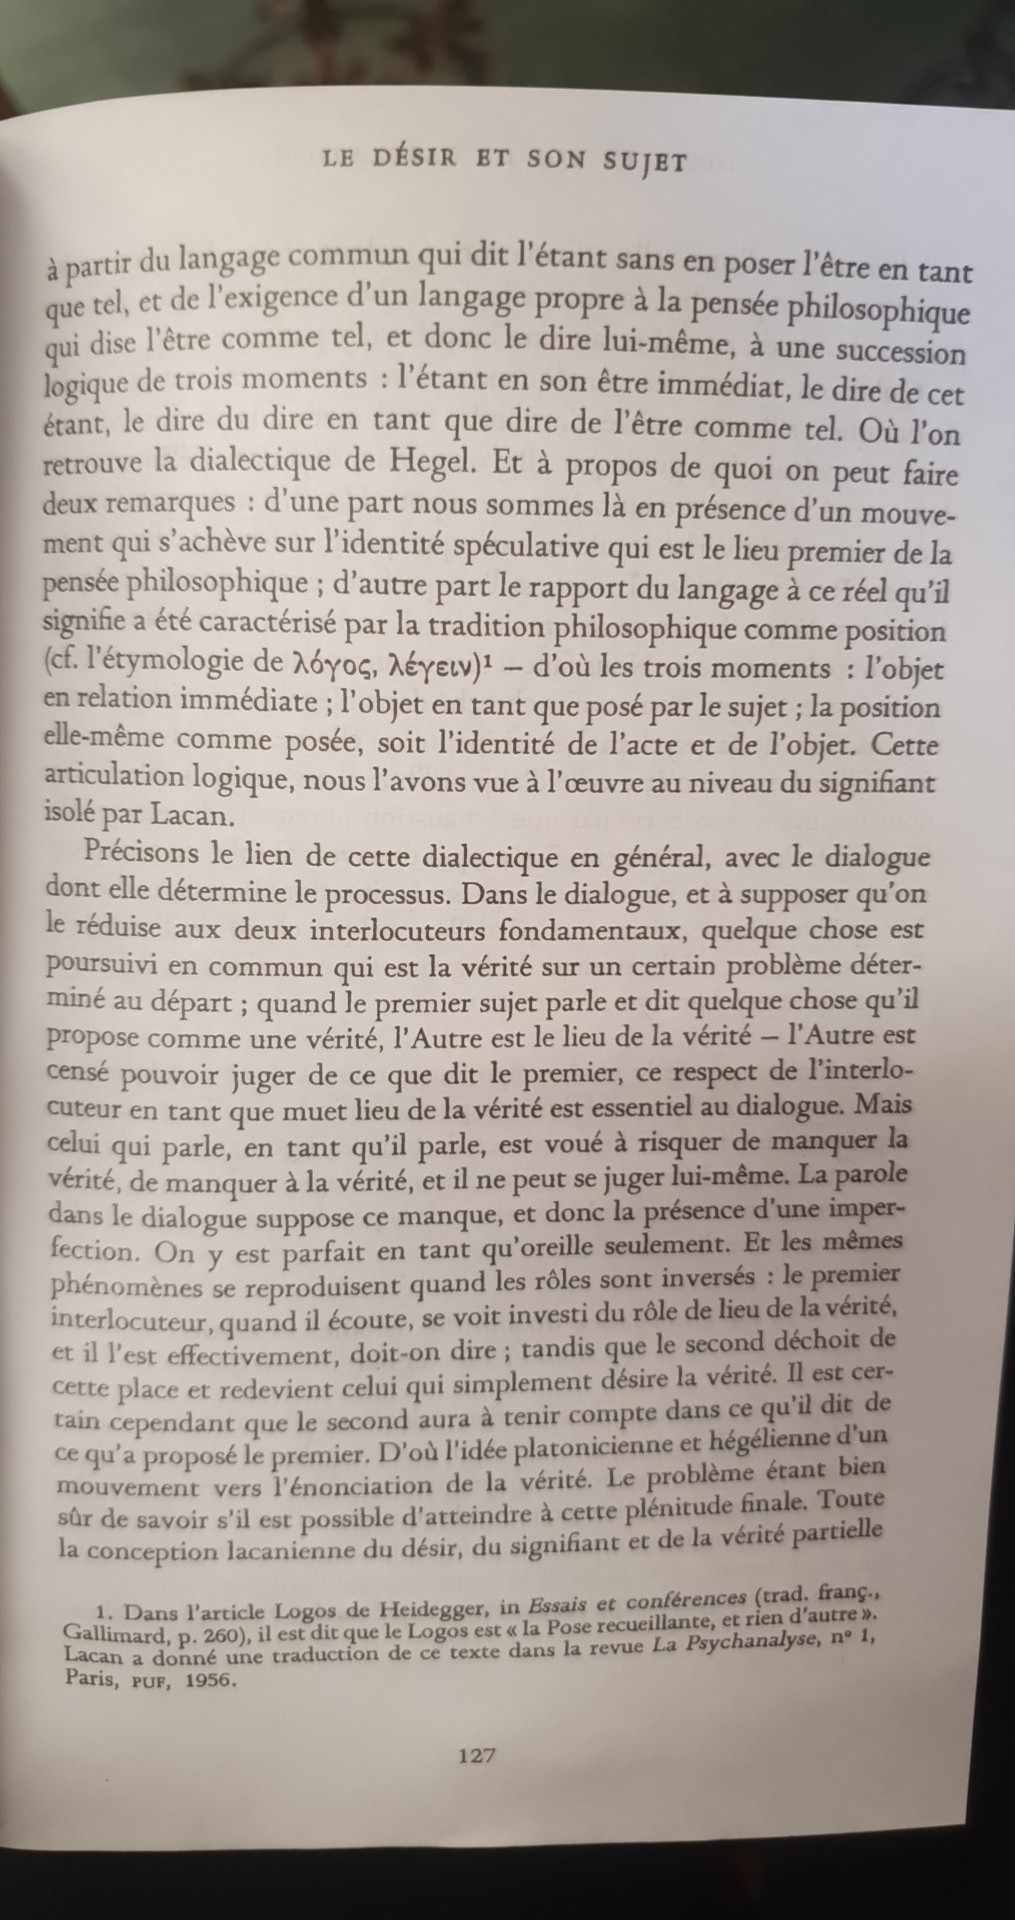 LE DÉSIR ET SON SUJET
à partir du langage commun qui dit l'étant sans en poser l'être en tant
que tel, et de l'exigence d'un langage propre à la pensée philosophique
qui dise l'être comme tel, et donc le dire lui-même, à une succession
logique de trois moments : l'étant en son être immédiat, le dire de cet
étant, le dire du dire en tant que dire de l'être comme tel. Où l'on
retrouve la dialectique de Hegel. Et à propos de quoi on peut faire
deux remarques : d'une part nous sommes là en présence d'un mouve-
ment qui s'achève sur l'identité spéculative qui est le lieu premier de la
pensée philosophique ; d'autre part le rapport du langage à ce réel qu'il
signifie a été caractérisé par la tradition philosophique comme position
(cf. l'étymologie de λόγος, λέγειν)¹ – d'où les trois moments : l'objet
en relation immédiate ; l'objet en tant que posé par le sujet ; la position
elle-même comme posée, soit l'identité de l'acte et de l'objet. Cette
articulation logique, nous l'avons vue à l'œuvre au niveau du signifiant
isolé par Lacan.
Précisons le lien de cette dialectique en général, avec le dialogue
dont elle détermine le processus. Dans le dialogue, et à supposer qu'on
le réduise aux deux interlocuteurs fondamentaux, quelque chose est
poursuivi en commun qui est la vérité sur un certain problème déter-
miné au départ ; quand le premier sujet parle et dit quelque chose qu'il
propose comme une vérité, l'Autre est le lieu de la vérité – l'Autre est
censé pouvoir juger de ce que dit le premier, ce respect de l'interlo-
cuteur en tant que muet lieu de la vérité est essentiel au dialogue. Mais
celui qui parle, en tant qu'il parle, est voué à risquer de manquer la
vérité, de manquer à la vérité, et il ne peut se juger lui-même. La parole
dans le dialogue suppose ce manque, et donc la présence d'une imper-
fection. On y est parfait en tant qu'oreille seulement. Et les mêmes
phénomènes se reproduisent quand les rôles sont inversés : le premier
interlocuteur, quand il écoute, se voit investi du rôle de lieu de la vérité,
et il l'est effectivement, doit-on dire ; tandis que le second déchoit de
cette place et redevient celui qui simplement désire la vérité. Il est cer-
tain cependant que le second aura à tenir compte dans ce qu'il dit de
ce qu'a proposé le premier. D'où l'idée platonicienne et hégélienne d'un
mouvement vers l'énonciation de la vérité. Le problème étant bien
sûr de savoir s'il est possible d'atteindre à cette plénitude finale. Toute
la conception lacanienne du désir, du signifiant et de la vérité partielle
1. Dans l'article Logos de Heidegger, in Essais et conférences (trad. franç.,
Gallimard, p. 260), il est dit que le Logos est « la Pose recueillante, et rien d'autre ».
Lacan a donné une traduction de ce texte dans la revue La Psychanalyse, n° 1,
Paris, PUF, 1956.
127